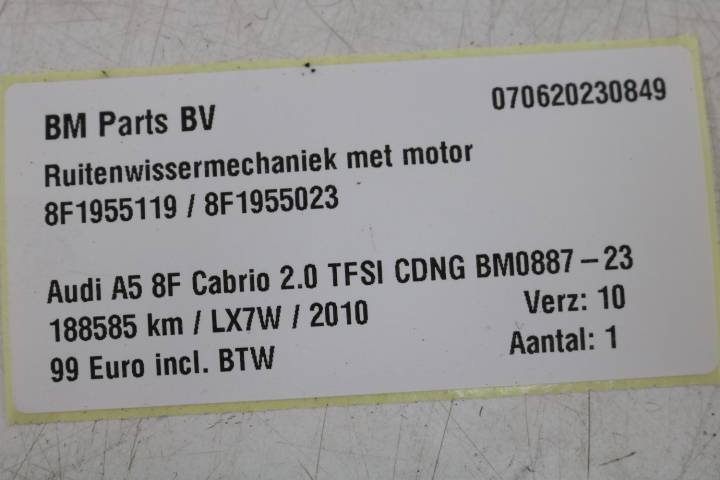 BM Parts BV 070620230849
Ruitenwissermechaniek met motor
8F1955119 / 8F1955023
Audi A5 8F Cabrio 2.0 TFSI CDNG BM0887-23
188585 km / LX7W / 2010 Verz: 10
99 Euro incl. BTW Aantal: 1